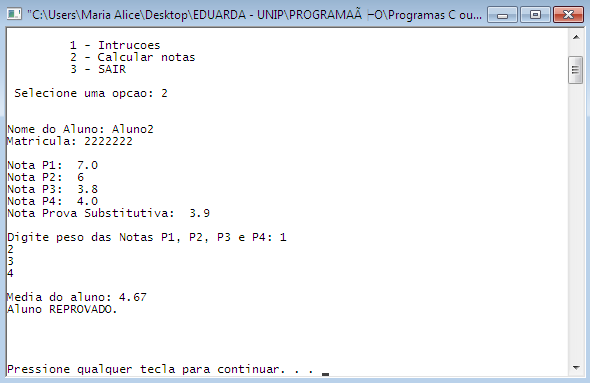 "C:\Users\Maria Alice\Desktop\EDUARDA - UNIP\PROGRAMAÃ├O\Programas C ou...
1 - Intrucoes
2 - Calcular notas
3 - SAIR
Selecione uma opcao: 2
Nome do Aluno: Aluno2
Matricula: 2222222
Nota P1:  7.0
Nota P2:  6
Nota P3:  3.8
Nota P4:  4.0
Nota Prova Substitutiva:  3.9
Digite peso das Notas P1, P2, P3 e P4: 1
2
3
4
Media do aluno: 4.67
Aluno REPROVADO.
Pressione qualquer tecla para continuar. . .